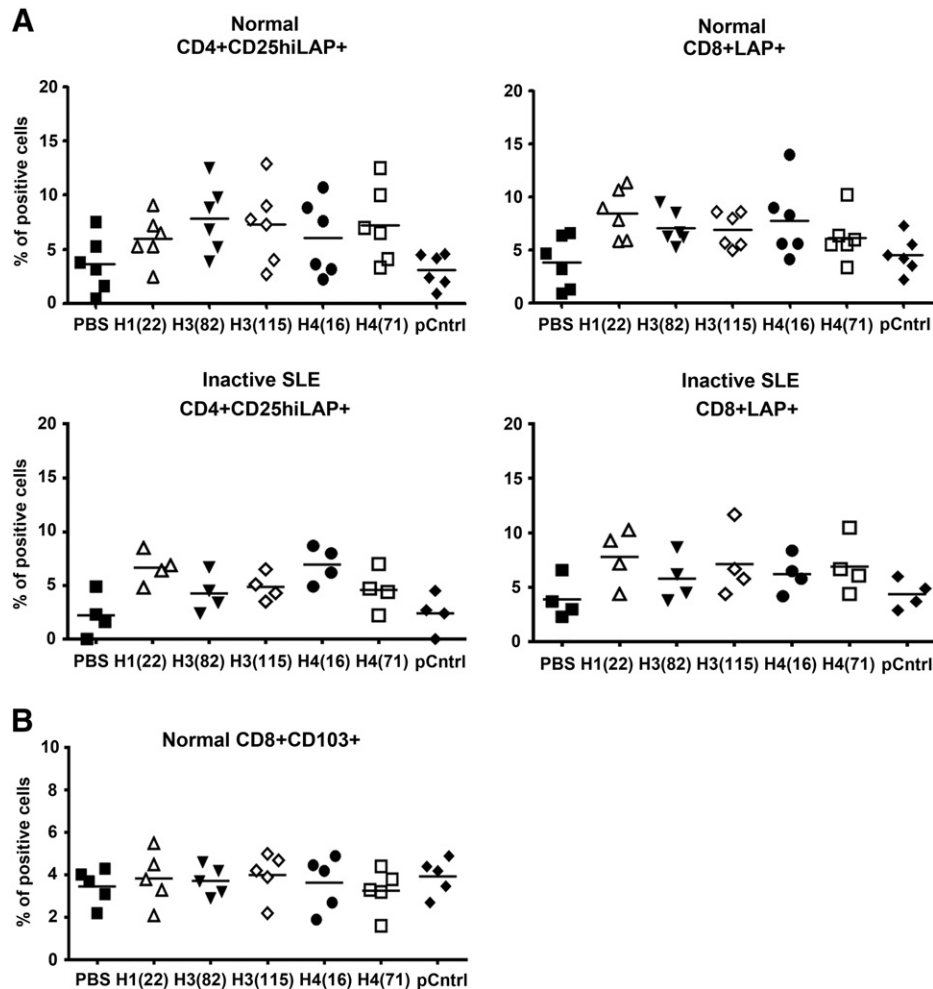 A
Normal
CD4+CD25hiLAP+
% of positive cells
20
15
10
5
0
PBS H1(22) H3(82) H3(115) H4(16) H4(71) pCntrl
Normal
CD8+LAP+
20
15
10
5
0
PBS H1(22) H3(82) H3(115) H4(16) H4(71) pCntrl
Inactive SLE
CD4+CD25hiLAP+
% of positive cells
20
15
10
5
0
PBS H1(22) H3(82) H3(115) H4(16) H4(71) pCntrl
Inactive SLE
CD8+LAP+
20
15
10
5
0
PBS H1(22) H3(82) H3(115) H4(16) H4(71) pCntrl
B
Normal CD8+CD103+
% of positive cells
10
8
6
4
2
0
PBS H1(22) H3(82) H3(115) H4(16) H4(71) pCntrl